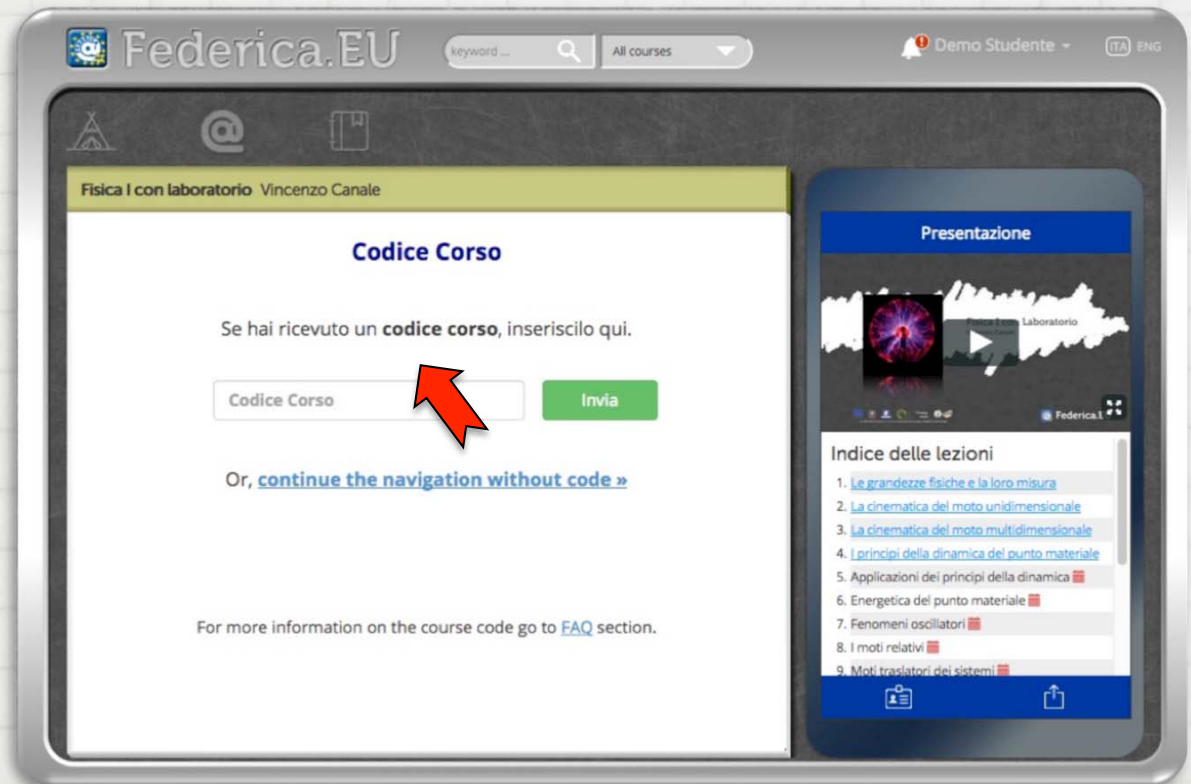 Federica.EU
keyword ...
All courses
Demo Studente
ITA ENG
Fisica I con laboratorio Vincenzo Canale
Codice Corso
Se hai ricevuto un codice corso, inseriscilo qui.
Codice Corso
Invia
Or, continue the navigation without code »
For more information on the course code go to FAQ section.
Presentazione
Fisica I con Laboratorio
Federica.
Indice delle lezioni
1. Le grandezze fisiche e la loro misura
2. La cinematica del moto unidimensionale
3. La cinematica del moto multidimensionale
4. I principi della dinamica del punto materiale
5. Applicazioni dei principi della dinamica
6. Energetica del punto materiale
7. Fenomeni oscillatori
8. I moti relativi
9. Moti traslatori dei sistemi